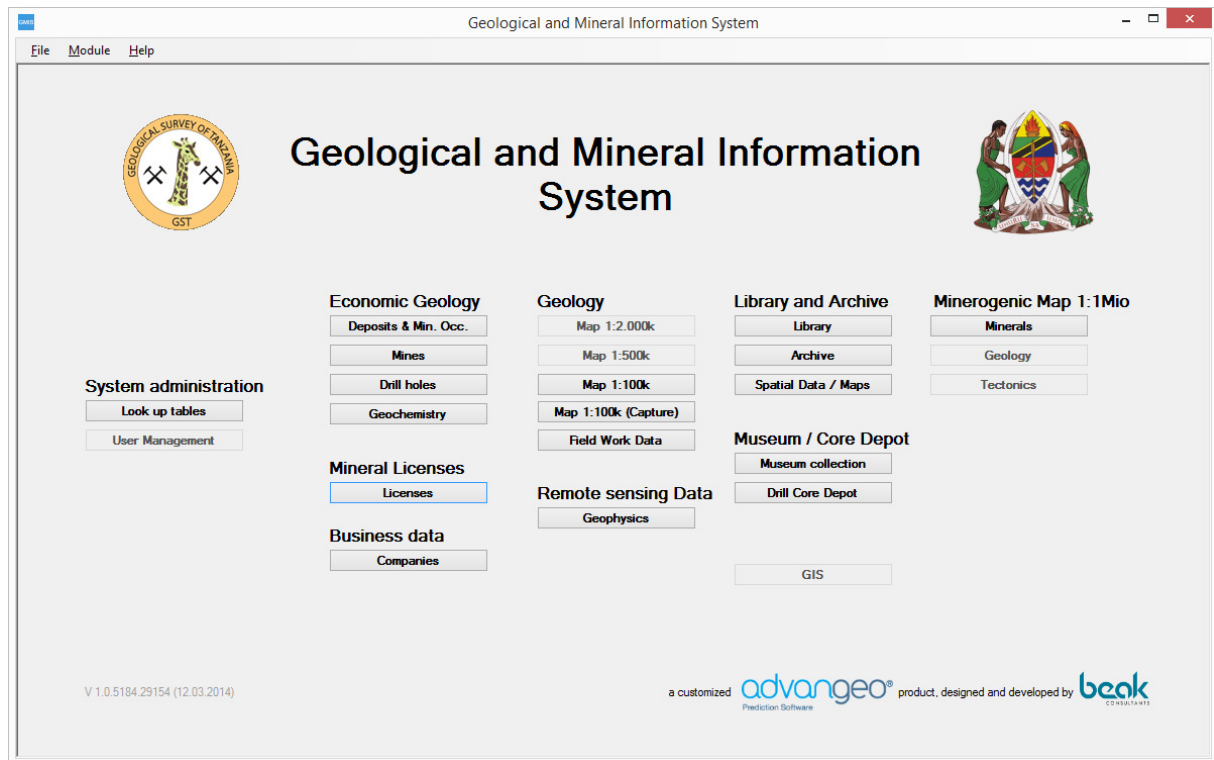 GMIS
Geological and Mineral Information System
File Module Help
GEOLOGICAL SURVEY OF TANZANIA
GST
Geological and Mineral Information
System
Economic Geology
Deposits & Min. Occ.
Mines
Drill holes
Geochemistry
Geology
Map 1:2.000k
Map 1:500k
Map 1:100k
Map 1:100k (Capture)
Field Work Data
Library and Archive
Library
Archive
Spatial Data / Maps
Minerogenic Map 1:1Mio
Minerals
Geology
Tectonics
System administration
Look up tables
User Management
Mineral Licenses
Licenses
Business data
Companies
Remote sensing Data
Geophysics
Museum / Core Depot
Museum collection
Drill Core Depot
GIS
V 1.0.5184.29154 (12.03.2014)
a customized advangeo® product, designed and developed by beak
Prediction Software
CONSULTANTS